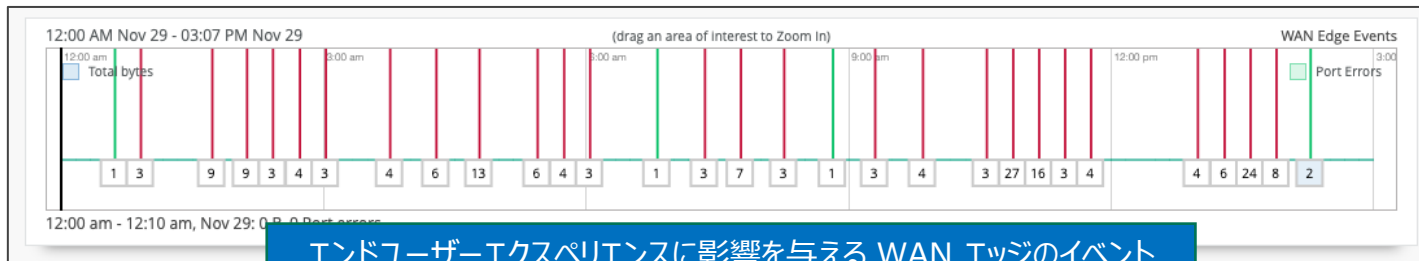 12:00 AM Nov 29 - 03:07 PM Nov 29 (drag an area of interest to Zoom In) WAN Edge Events
12:00 am 3:00 am 6:00 am 9:00 am 12:00 pm 3:00
Total bytes Port Errors
1 3 9 9 3 4 3 4 6 13 6 4 3 1 3 7 3 1 3 4 3 27 16 3 4 4 6 24 8 2
12:00 am - 12:10 am, Nov 29: 0 B, 0 Port errors
エンドユーザーエクスペリエンスに影響を与える WAN エッジのイベント